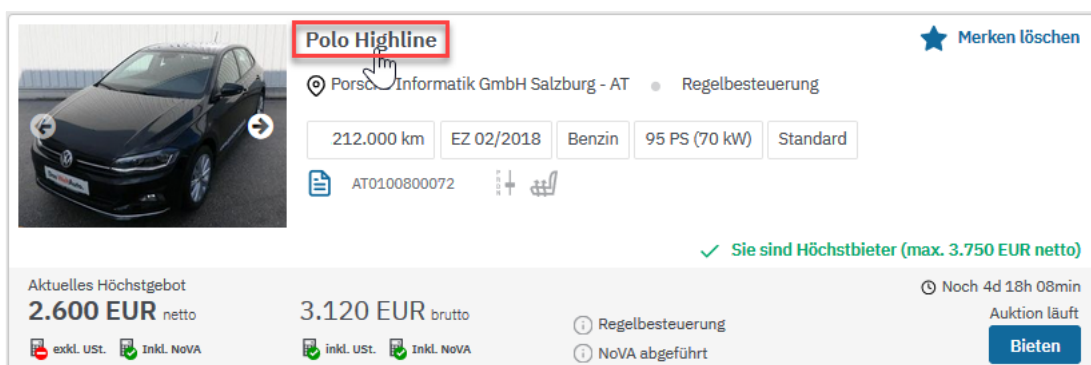 Polo Highline
Merken löschen
Porsche Informatik GmbH Salzburg - AT Regelbesteuerung
212.000 km EZ 02/2018 Benzin 95 PS (70 kW) Standard
AT0100800072
Sie sind Höchstbieter (max. 3.750 EUR netto)
Aktuelles Höchstgebot
Noch 4d 18h 08min
2.600 EUR netto 3.120 EUR brutto
Auktion läuft
Regelbesteuerung
exkl. USt. Inkl. NoVA inkl. USt. Inkl. NoVA
NoVA abgeführt
Bieten